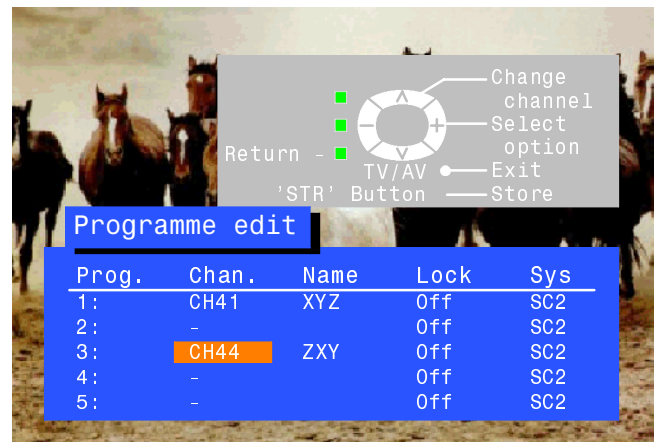 Change
channel
Select
option
Return –
TV/AV
Exit
'STR' Button
Store
Programme edit
Prog. Chan. Name Lock Sys
1: CH41 XYZ Off SC2
2: – Off SC2
3: CH44 ZXY Off SC2
4: – Off SC2
5: – Off SC2